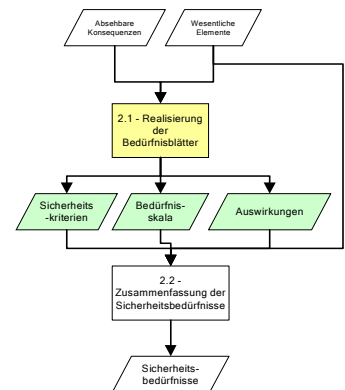 Absehbare
Konsequenzen
Wesentliche
Elemente
2.1 - Realisierung
der
Bedürfnisblätter
Sicherheits
-kriterien
Bedürfnis-
skala
Auswirkungen
2.2 -
Zusammenfassung der
Sicherheitsbedürfnisse
Sicherheits-
bedürfnisse